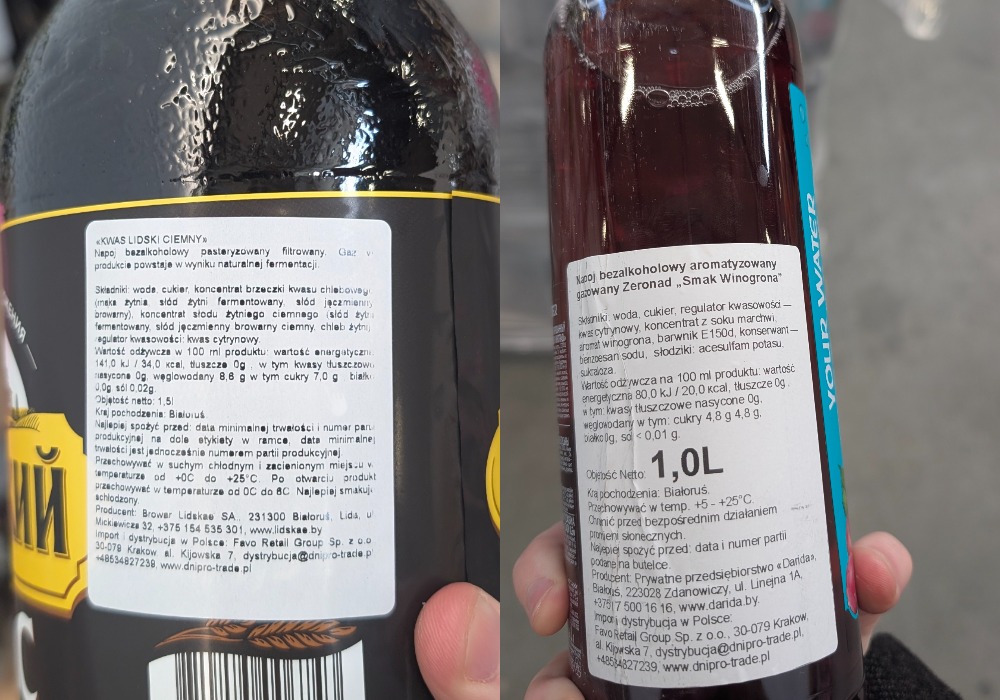 «KWAS LIDSKI CIEMNY»
Napój bezalkoholowy pasteryzowany filtrowany. Gaz w
produkcie powstaje w wyniku naturalnej fermentacji.
Składniki: woda, cukier, koncentrat brzeczki kwasu chlebowego
(mąka żytnia, słód żytni fermentowany, słód jęczmienny
browarny), koncentrat słodu żytniego ciemnego (słód żytni
fermentowany, słód jęczmienny browarny ciemny, chleb żytni,
regulator kwasowości: kwas cytrynowy.
Wartość odżywcza w 100 ml produktu: wartość energetyczna
141,0 kJ / 34,0 кcal, tłuszcze 0g , w tym kwasy tłuszczowe
nasycone 0g, węglowodany 8,6 g w tym cukry 7,0 g , białko
0,0g, sól 0,02g.
Objętość netto: 1,5l
Kraj pochodzenia: Białoruś
Najlepiej spożyć przed: data minimalnej trwałości i numer
produkcyjnej na dole etykiety w ramce, data minimalnej
trwałości jest jednocześnie numerem partii produkcyjnej.
Przechowywać w suchym chłodnym i zacienionym miejscu w
temperaturze od +0C do +25°C. Po otwarciu produkt
przechowywać w temperaturze od 0C do 6C Najlepiej smakuje
schłodzony.
Producent: Browar Lidskae SA., 231300 Białoruś, Lida, ul
Mickiewicza 32, +375 154 535 301, www.lidskae.by
Import i dystrybucja w Polsce: Favo Retail Group Sp. z o.o
30-079 Krakow al. Kijowska 7, dystrybucja@dnipro-trade.pl
+48534827239, www.dnipro-trade.pl
ИЙ
Napój bezalkoholowy aromatyzowany
gazowany Zeronad „Smak Winogrona"
Składniki: woda, cukier, regulator kwasowości —
kwas cytrynowy, koncentrat z soku marchwi,
aromat winogrona, barwnik E150d, konserwant—
benzoesan sodu, słodziki: acesulfam potasu,
sukraloza.
Wartość odżywcza na 100 ml produktu: wartość
energetyczna 80,0 kJ / 20,0 кcal, tłuszcze 0g ,
w tym: kwasy tłuszczowe nasycone 0g,
węglowodany w tym: cukry 4,8 g 4,8 g,
białko 0g, sól < 0,01 g.
Objętość Netto: 1,0L
Kraj pochodzenia: Białoruś.
Przechowywać w temp. +5 - +25°C.
Chronić przed bezpośrednim działaniem
promieni słonecznych.
Najlepiej spożyć przed: data i numer partii
podane na butelce.
Producent: Prywatne przedsiębiorstwo «Darida»,
Białoruś, 223028 Zdanowiczy, ul. Linejna 1A,
+375 17 500 16 16, www.darida.by.
Import i dystrybucja w Polsce:
Favo Retail Group Sp. z o.o., 30-079 Krakow,
al. Kijowska 7, dystrybucja@dnipro-trade.pl,
+48534827239, www.dnipro-trade.pl
YOUR WATER